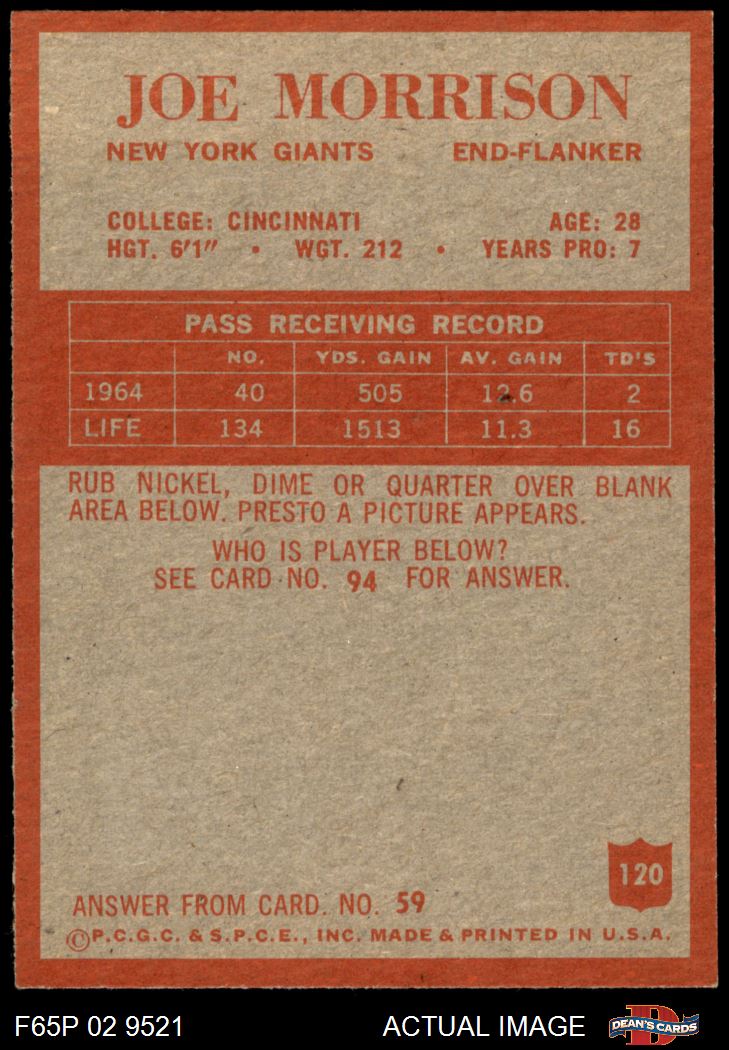 JOE MORRISON
NEW YORK GIANTS END-FLANKER
COLLEGE: CINCINNATI AGE: 28
HGT. 6'1" • WGT. 212 • YEARS PRO: 7
PASS RECEIVING RECORD
NO. YDS. GAIN AV. GAIN TD'S
1964 40 505 12.6 2
LIFE 134 1513 11.3 16
RUB NICKEL, DIME OR QUARTER OVER BLANK
AREA BELOW. PRESTO A PICTURE APPEARS.
WHO IS PLAYER BELOW?
SEE CARD NO. 94 FOR ANSWER.
120
ANSWER FROM CARD. NO. 59
©P.C.G.C. & S.P.C.E., INC. MADE & PRINTED IN U.S.A.
F65P 02 9521 ACTUAL IMAGE DEAN'S CARDS